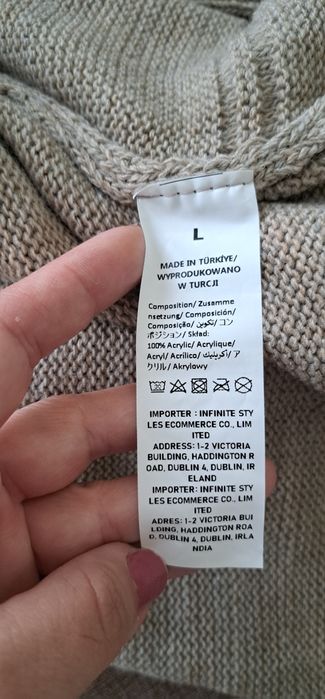 L
MADE IN TÜRKİYE/
WYPRODUKOWANO
W TURCJI
Composition/ Zusamme
nsetzung/ Composición/
Composição/ تكوين/ コン
ポジション/ Skład:
100% Acrylic/ Acrylique/
Acryl/ Acrílico/ أكريليك/ ア
クリル/ Akrylowy
IMPORTER : INFINITE STY
LES ECOMMERCE CO., LIM
ITED
ADDRESS: 1-2 VICTORIA
BUILDING, HADDINGTON R
OAD, DUBLIN 4, DUBLIN, IR
ELAND
IMPORTER: INFINITE STY
LES ECOMMERCE CO., LIM
ITED
ADRES: 1-2 VICTORIA BUI
LDING, HADDINGTON ROA
D, DUBLIN 4, DUBLIN, IRLA
NDIA